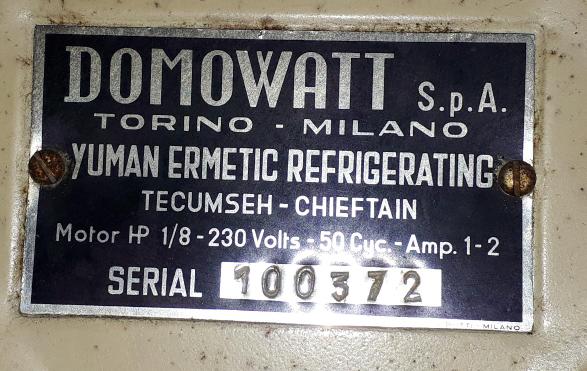 DOMOWATT S.p.A.
TORINO - MILANO
YUMAN ERMETIC REFRIGERATING
TECUMSEH - CHIEFTAIN
Motor HP 1/8 - 230 Volts - 50 Cyc. - Amp. 1-2
SERIAL 100372
MILANO